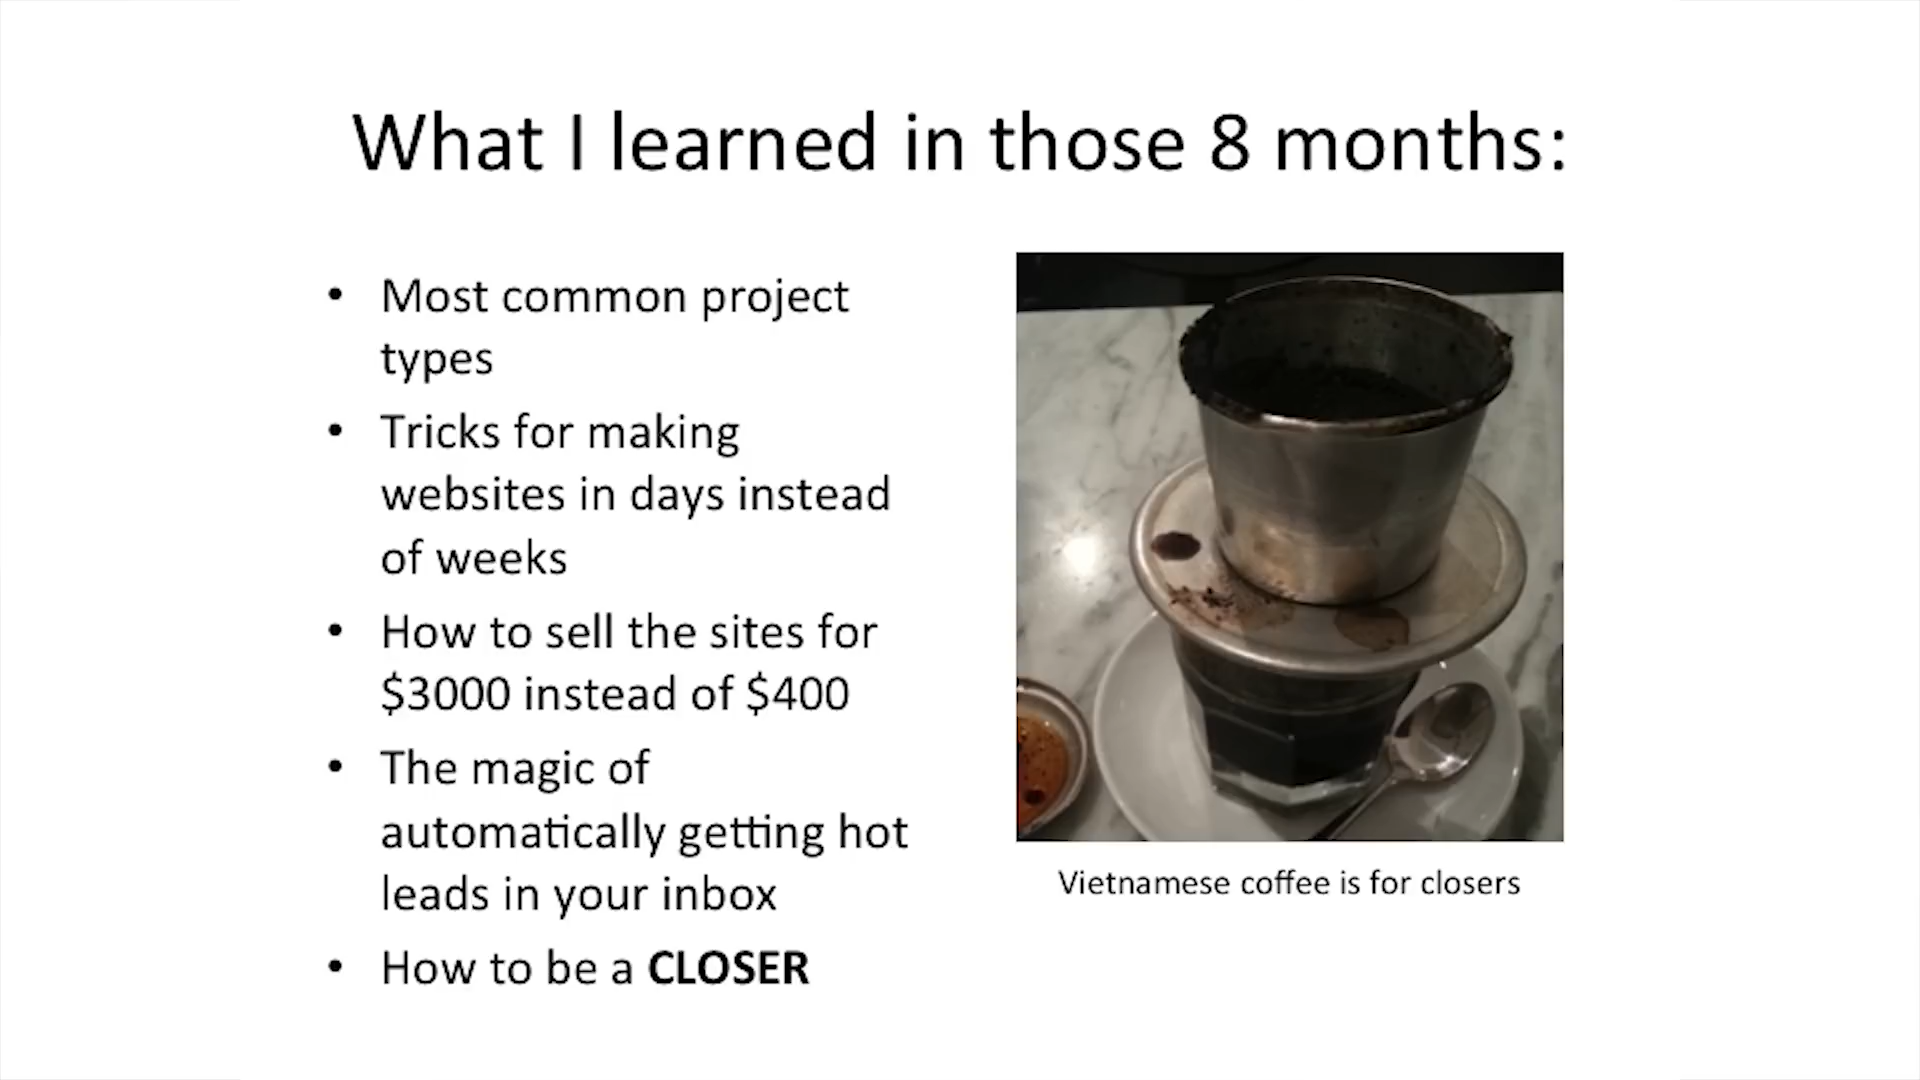 What I learned in those 8 months:
• Most common project
types
• Tricks for making
websites in days instead
of weeks
• How to sell the sites for
$3000 instead of $400
• The magic of
automatically getting hot
leads in your inbox
• How to be a CLOSER
Vietnamese coffee is for closers